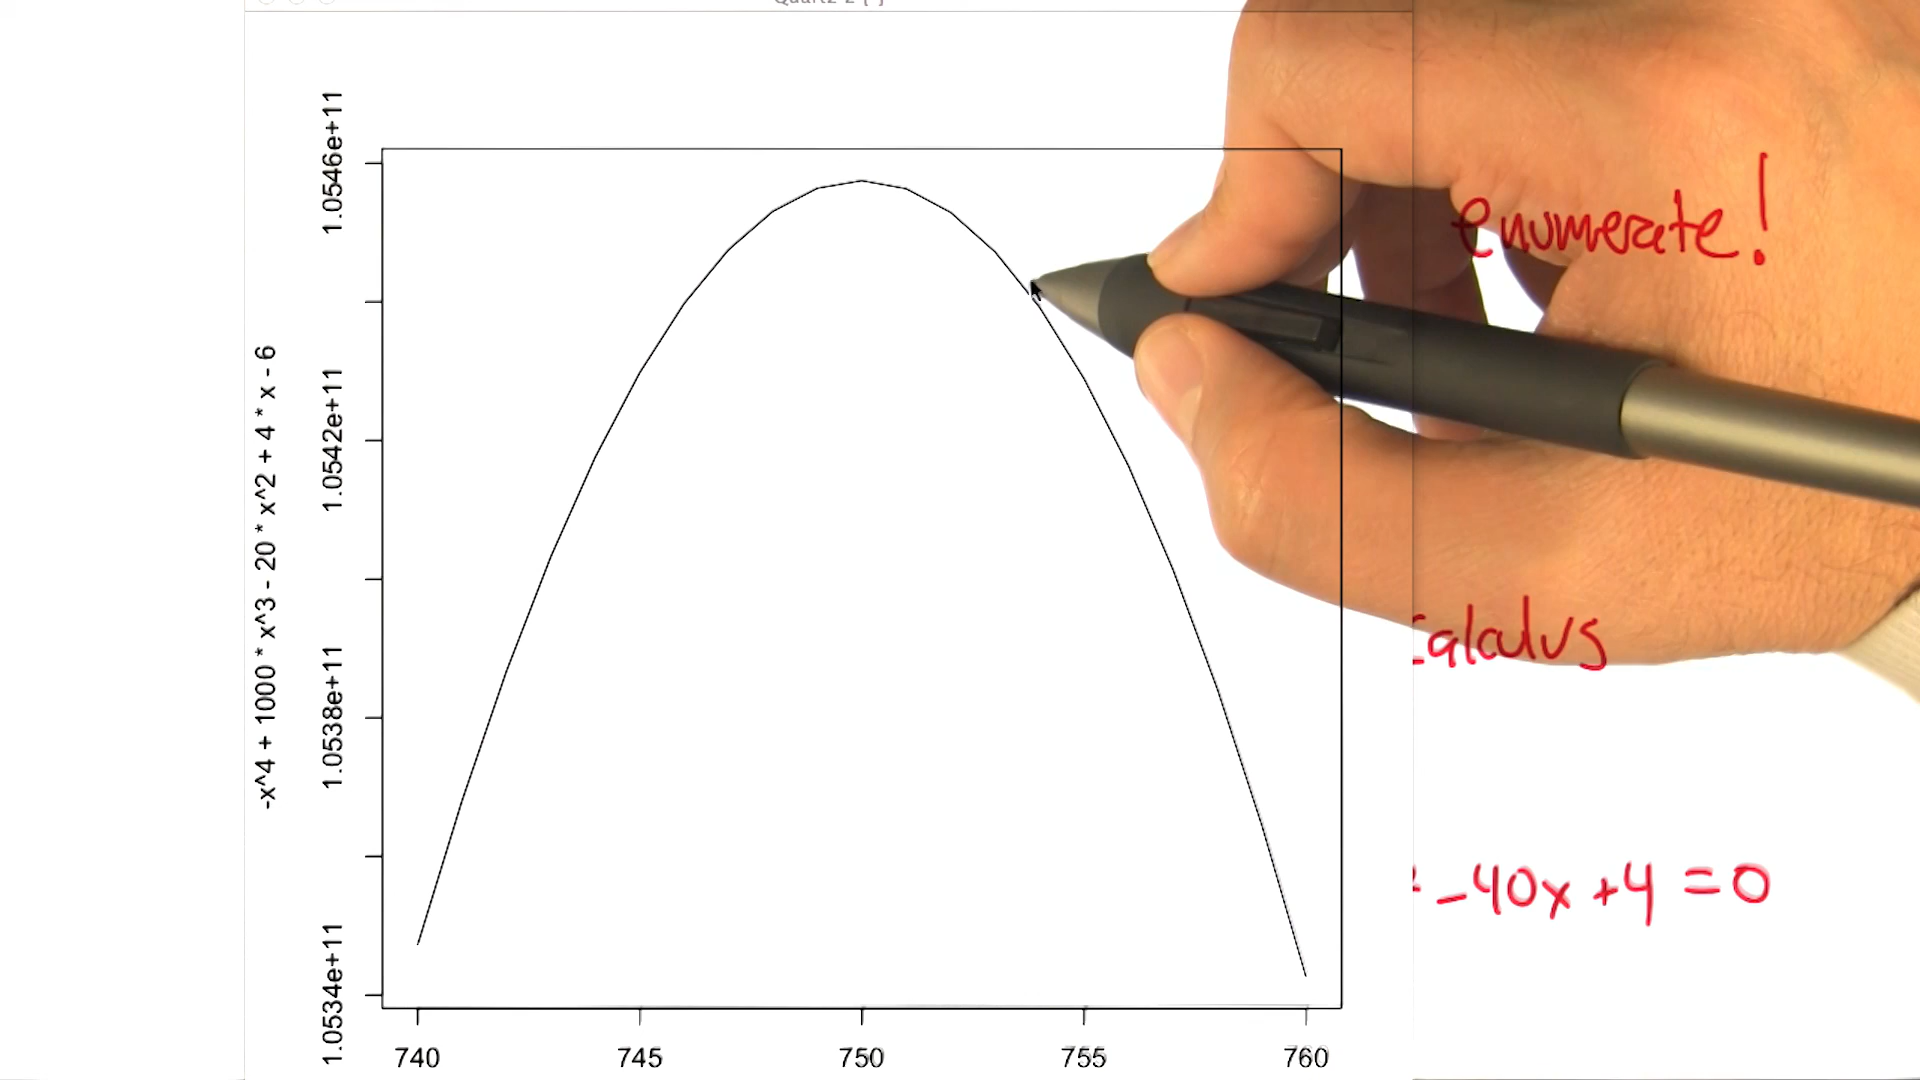 enumerate!
1.0546e+11
1.0542e+11
1.0538e+11
1.0534e+11
-x^4 + 1000 * x^3 - 20 * x^2 + 4 * x - 6
calculus
-40x +4 =0
740 745 750 755 760